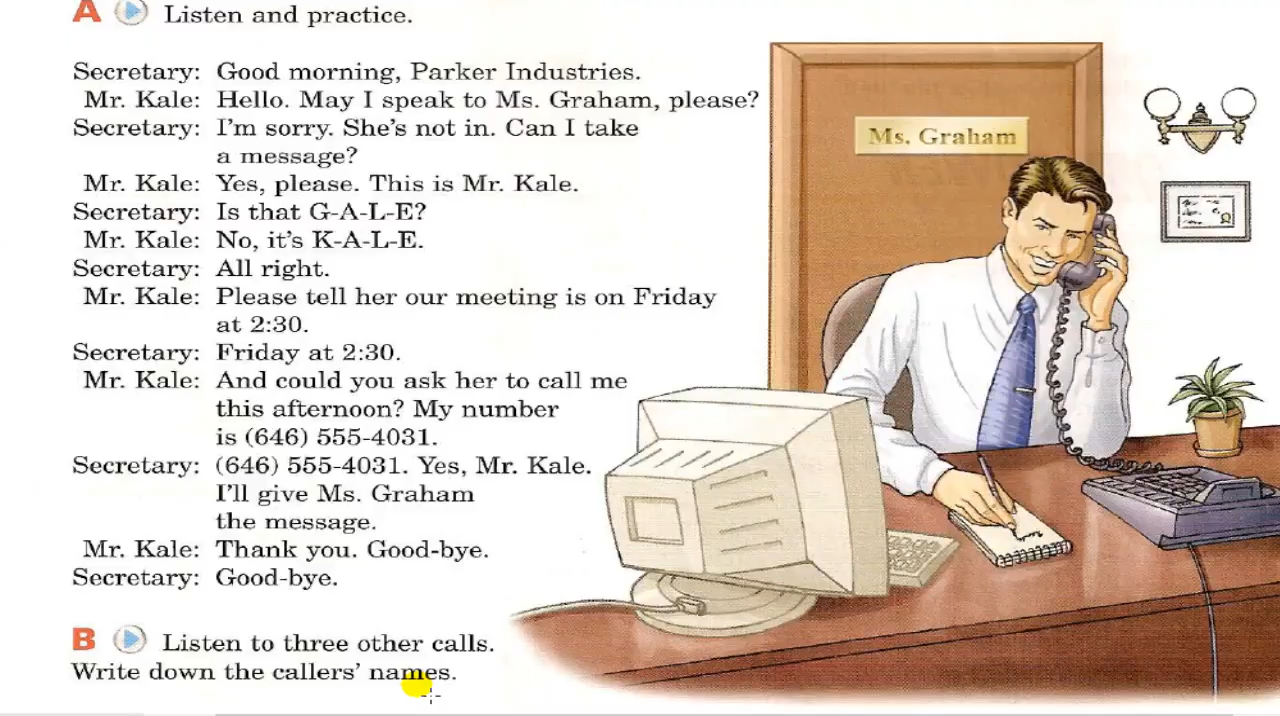 A Listen and practice.
Secretary: Good morning, Parker Industries.
Mr. Kale: Hello. May I speak to Ms. Graham, please?
Secretary: I'm sorry. She's not in. Can I take
a message?
Mr. Kale: Yes, please. This is Mr. Kale.
Secretary: Is that G-A-L-E?
Mr. Kale: No, it's K-A-L-E.
Secretary: All right.
Mr. Kale: Please tell her our meeting is on Friday
at 2:30.
Secretary: Friday at 2:30.
Mr. Kale: And could you ask her to call me
this afternoon? My number
is (646) 555-4031.
Secretary: (646) 555-4031. Yes, Mr. Kale.
I'll give Ms. Graham
the message.
Mr. Kale: Thank you. Good-bye.
Secretary: Good-bye.
B Listen to three other calls.
Write down the callers' names.
Ms. Graham